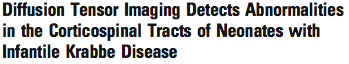 Diffusion Tensor Imaging Detects Abnormalities
in the Corticospinal Tracts of Neonates with
Infantile Krabbe Disease